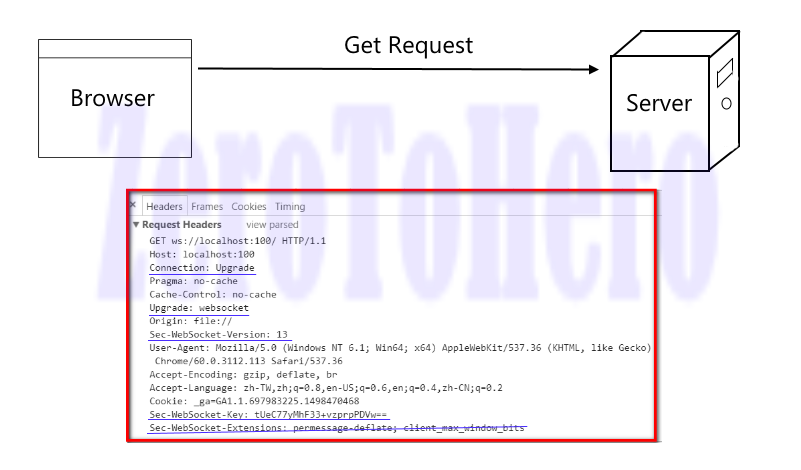 Get Request
Browser
Server
ZeroToHero
× Headers Frames Cookies Timing
▼ Request Headers view parsed
GET ws://localhost:100/ HTTP/1.1
Host: localhost:100
Connection: Upgrade
Pragma: no-cache
Cache-Control: no-cache
Upgrade: websocket
Origin: file://
Sec-WebSocket-Version: 13
User-Agent: Mozilla/5.0 (Windows NT 6.1; Win64; x64) AppleWebKit/537.36 (KHTML, like Gecko)
Chrome/60.0.3112.113 Safari/537.36
Accept-Encoding: gzip, deflate, br
Accept-Language: zh-TW,zh;q=0.8,en-US;q=0.6,en;q=0.4,zh-CN;q=0.2
Cookie: _ga=GA1.1.697983225.1498470468
Sec-WebSocket-Key: tUeC77yMhF33+vzprpPDVw==
Sec-WebSocket-Extensions: permessage-deflate; client_max_window_bits